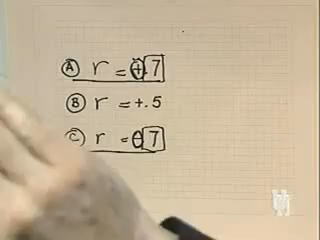 Ⓐ r = +.7
Ⓑ r = +.5
Ⓒ r = -.7